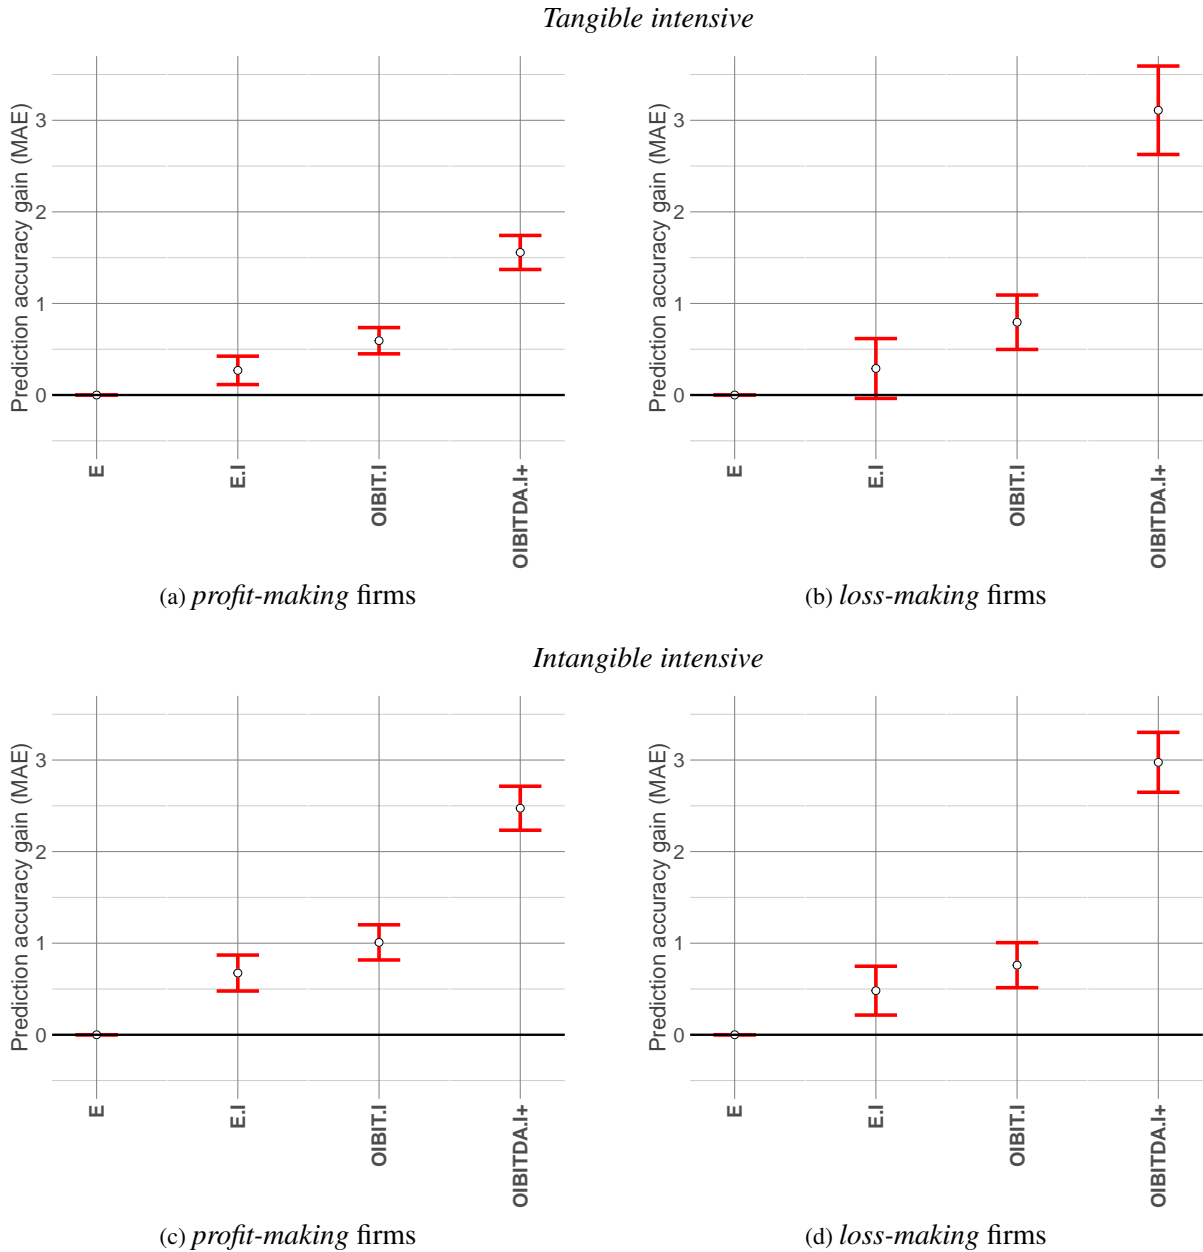 Tangible intensive
Prediction accuracy gain (MAE)
3
2
1
0
E
E.I
OIBIT.I
OIBITDA.I+
(a) profit-making firms
Prediction accuracy gain (MAE)
3
2
1
0
E
E.I
OIBIT.I
OIBITDA.I+
(b) loss-making firms
Intangible intensive
Prediction accuracy gain (MAE)
3
2
1
0
E
E.I
OIBIT.I
OIBITDA.I+
(c) profit-making firms
Prediction accuracy gain (MAE)
3
2
1
0
E
E.I
OIBIT.I
OIBITDA.I+
(d) loss-making firms